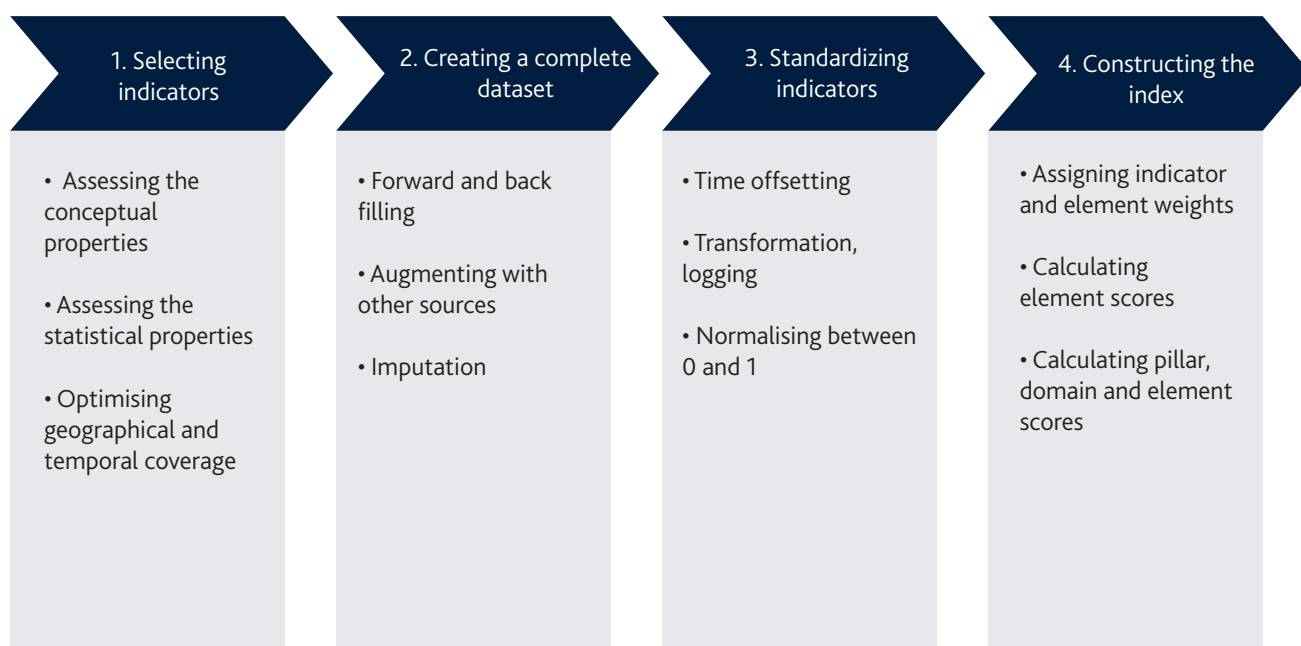 1. Selecting
indicators
• Assessing the
conceptual
properties
• Assessing the
statistical properties
• Optimising
geographical and
temporal coverage
2. Creating a complete
dataset
• Forward and back
filling
• Augmenting with
other sources
• Imputation
3. Standardizing
indicators
• Time offsetting
• Transformation,
logging
• Normalising between
0 and 1
4. Constructing the
index
• Assigning indicator
and element weights
• Calculating
element scores
• Calculating pillar,
domain and element
scores